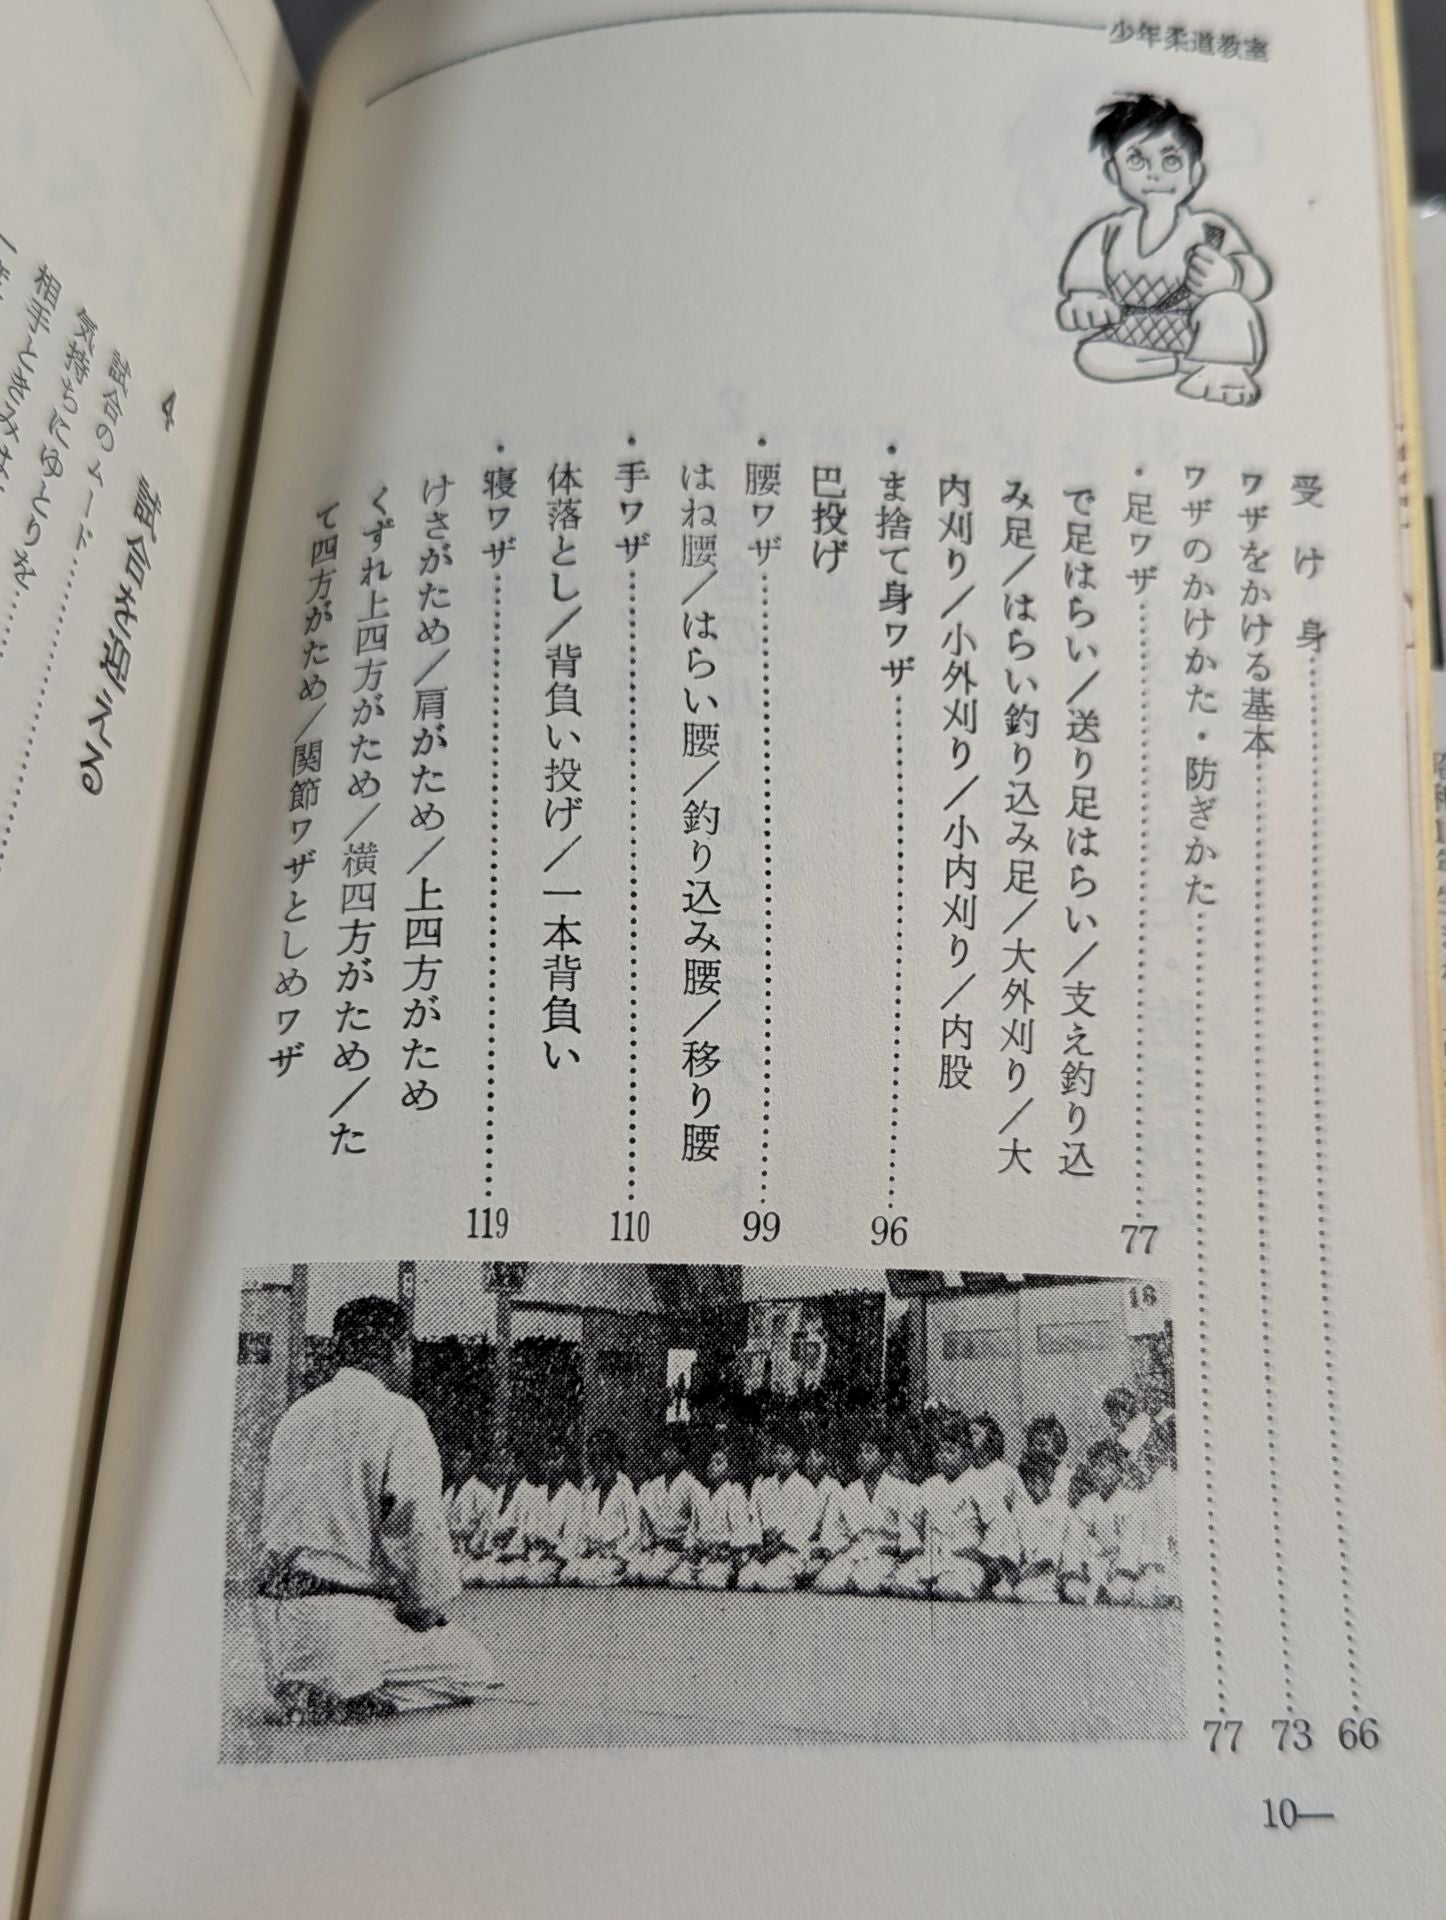 少年柔道教室
受け身……66
ワザをかける基本……73
ワザのかけかた・防ぎかた……77
・足ワザ……77
で足はらい／送り足はらい／支え釣り込
み足／はらい釣り込み足／大外刈り／大
内刈り／小外刈り／小内刈り／内股
・ま捨て身ワザ……96
巴投げ
・腰ワザ……99
はね腰／はらい腰／釣り込み腰／移り腰
・手ワザ……110
体落とし／背負い投げ／一本背負い
・寝ワザ……119
けさがため／肩がため／上四方がため
くずれ上四方がため／横四方がため／た
て四方がため／関節ワザとしめワザ
18
10—
4 試合を考える
試合のムード……
気持ちにゆとりを……